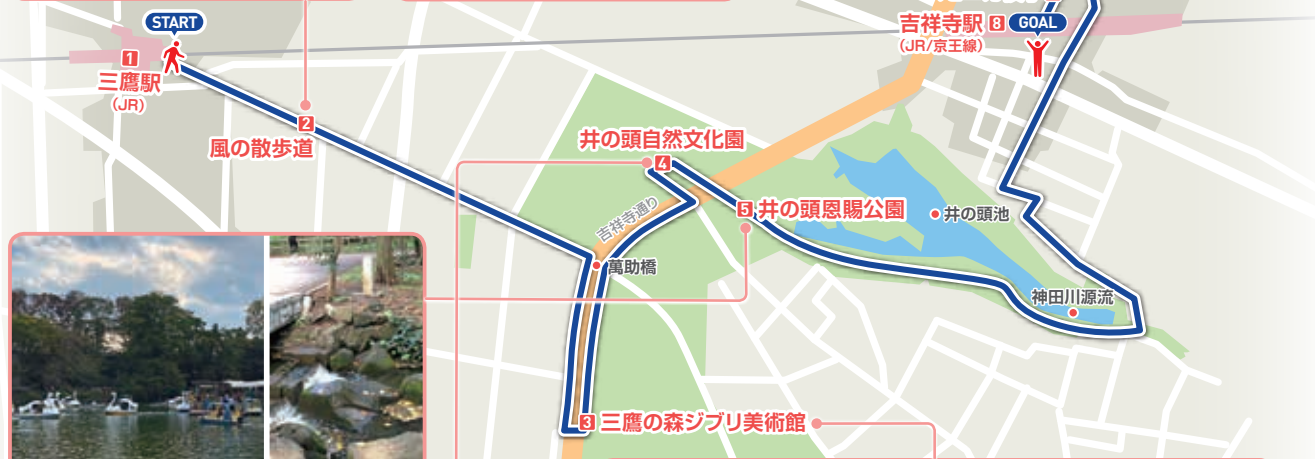 START
1
三鷹駅
(JR)
2
風の散歩道
吉祥寺駅 8 GOAL
(JR/京王線)
井の頭自然文化園
4
5 井の頭恩賜公園
井の頭池
吉祥寺通り
萬助橋
神田川源流
3 三鷹の森ジブリ美術館